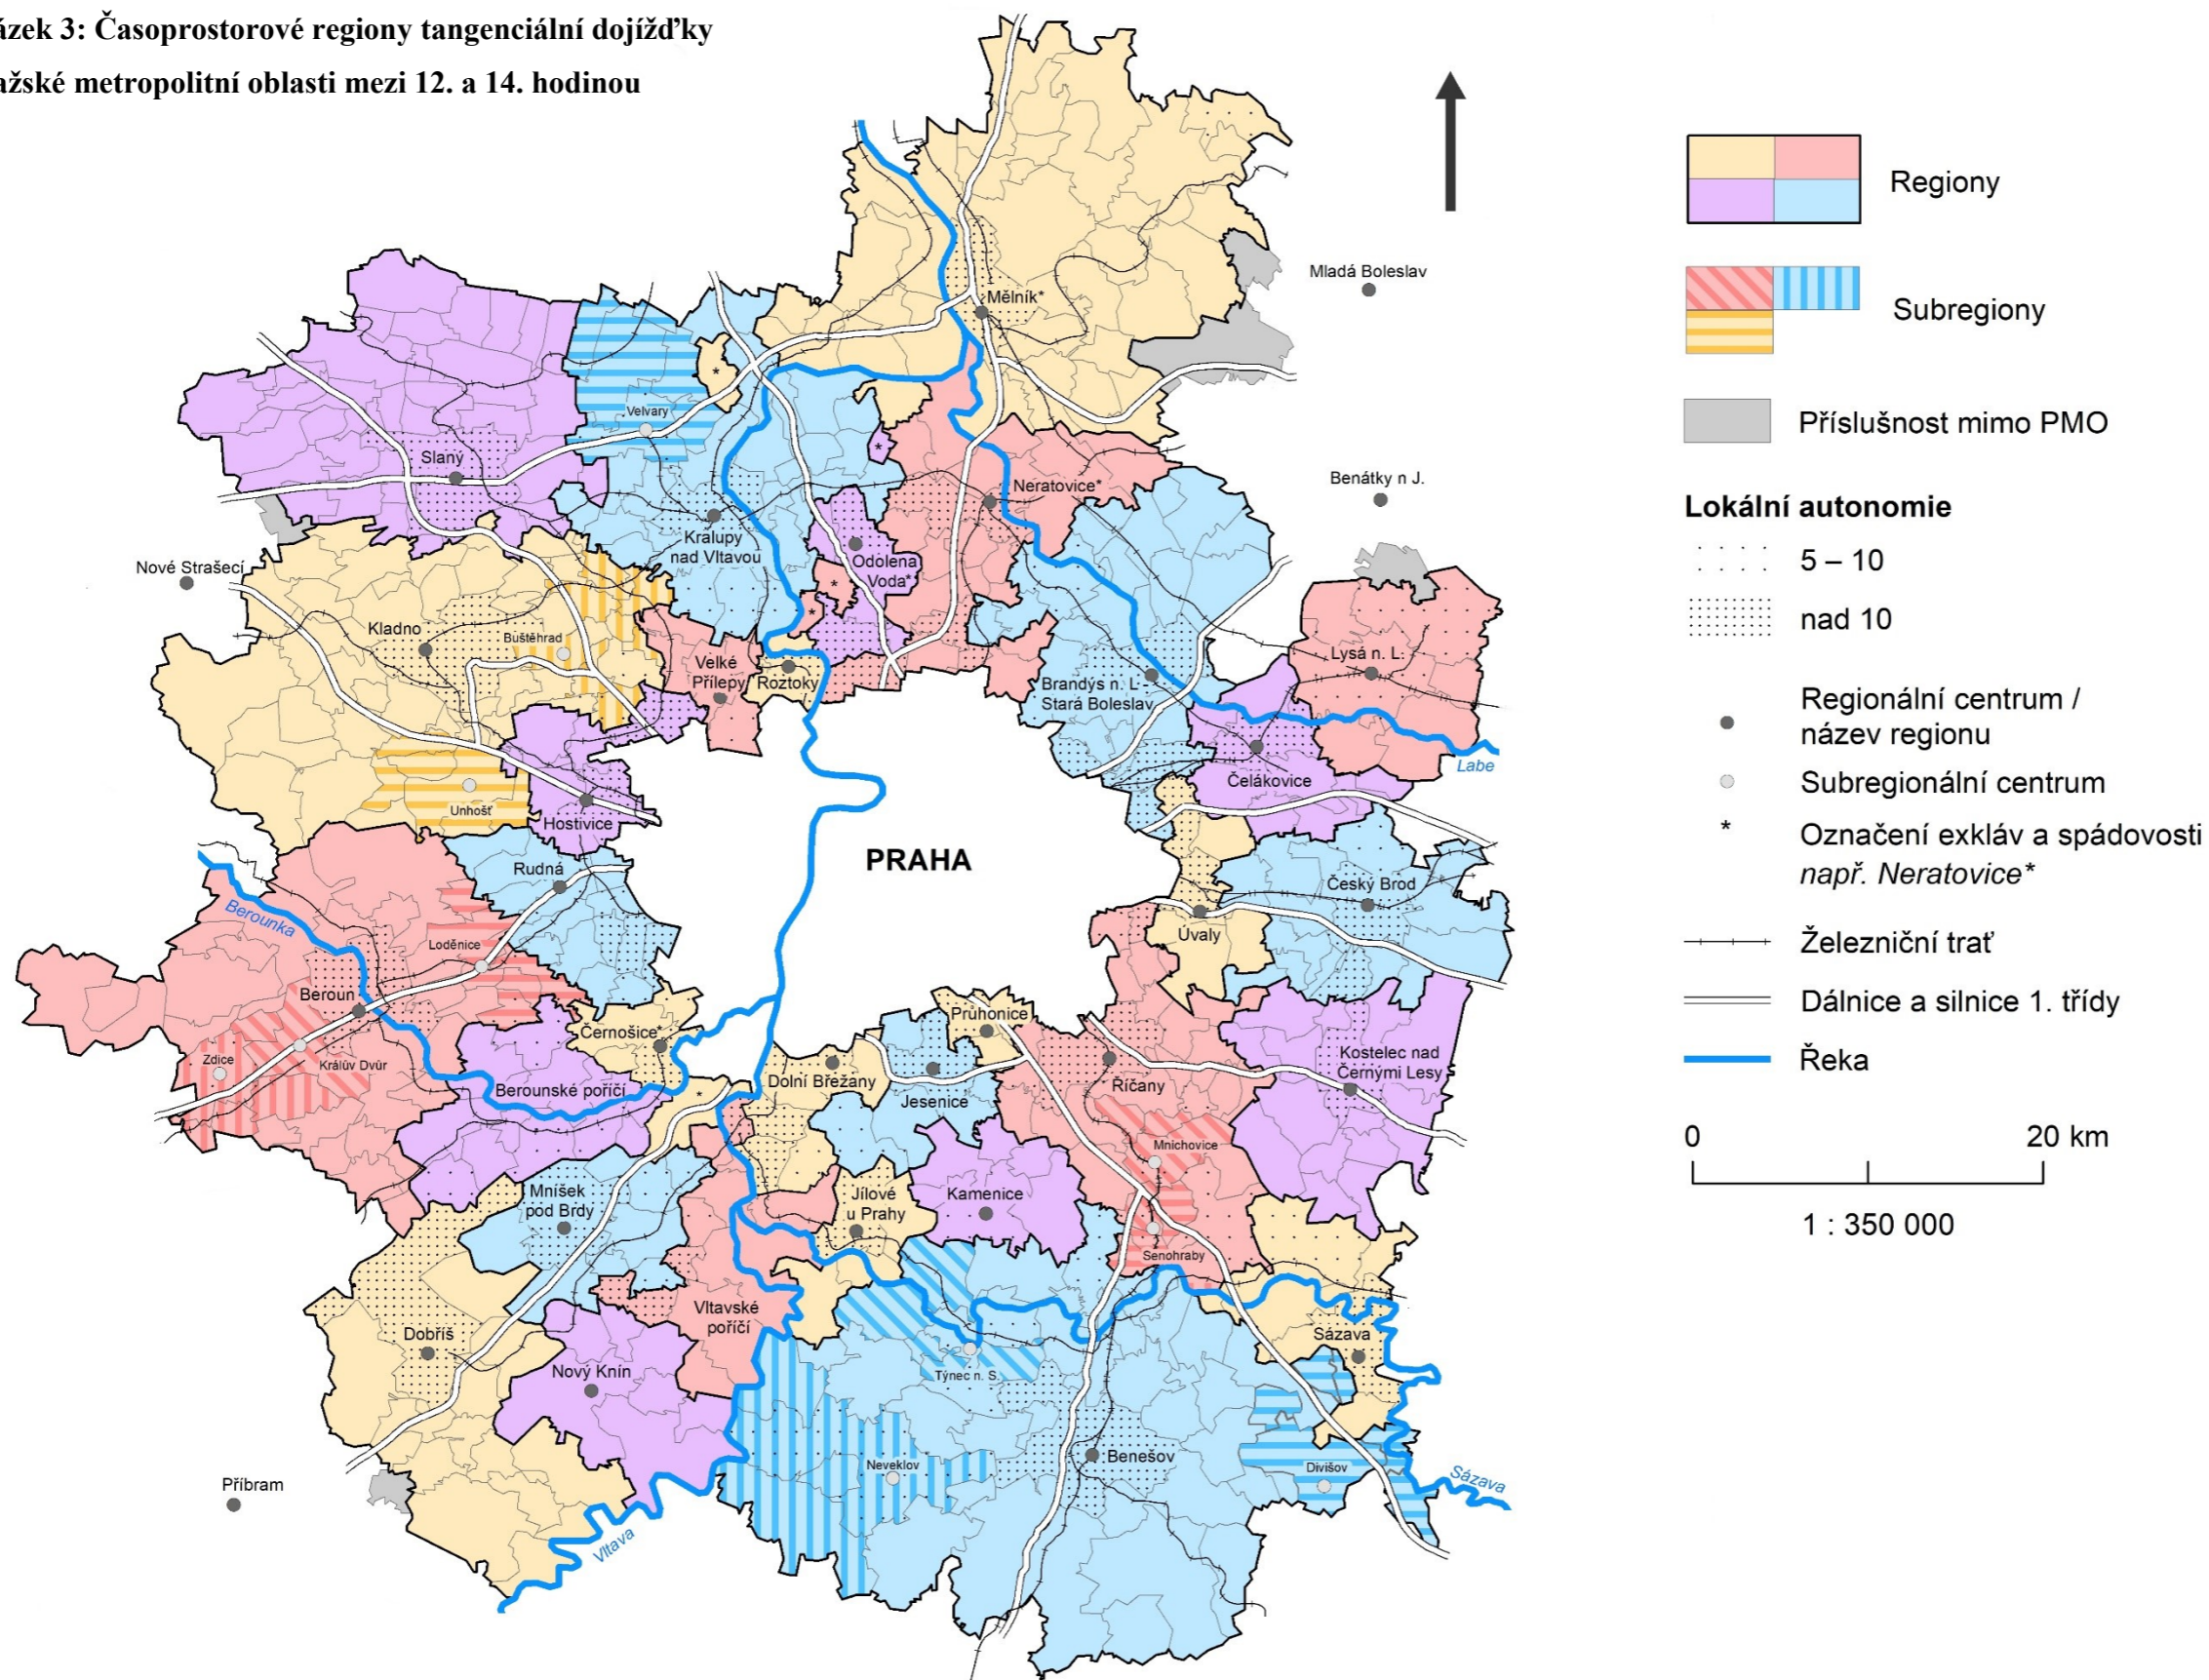 ázek 3: Časoprostorové regiony tangenciální dojížďky
ažské metropolitní oblasti mezi 12. a 14. hodinou
Mladá Boleslav
Mělník*
Velvary
Slaný
Neratovice*
Benátky n J.
Kralupy
nad Vltavou
Odolena
Voda*
Nové Strašecí
Kladno
Buštěhrad
Velké
Přílepy
Roztoky
Lysá n. L.
Brandýs n. L -
Stará Boleslav
Labe
Čelákovice
Unhošť
Hostivice
PRAHA
Rudná
Český Brod
Berounka
Loděnice
Úvaly
Beroun
Průhonice
Černošice*
Zdice
Králův Dvůr
Berounské poříčí
Dolní Břežany
Jesenice
Říčany
Kostelec nad
Černými Lesy
Mnichovice
Mníšek
pod Brdy
Jílové
u Prahy
Kamenice
Senohraby
Vltavské
poříčí
Dobříš
Sázava
Nový Knín
Týnec n. S.
Neveklov
Benešov
Divišov
Sázava
Příbram
Vltava
*
*
*
*
*
Regiony
Subregiony
Příslušnost mimo PMO
Lokální autonomie
5 – 10
nad 10
Regionální centrum /
název regionu
Subregionální centrum
* Označení exkláv a spádovosti
např. Neratovice*
Železniční trať
Dálnice a silnice 1. třídy
Řeka
0 20 km
1 : 350 000